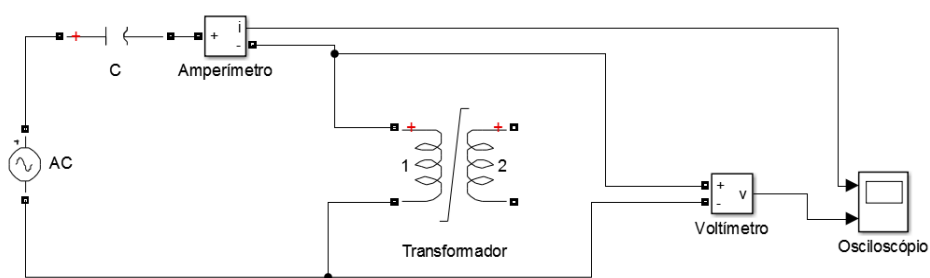 +
C
+
-
i
Amperímetro
AC
+
+
1
2
Transformador
+
-
v
Voltímetro
Osciloscópio